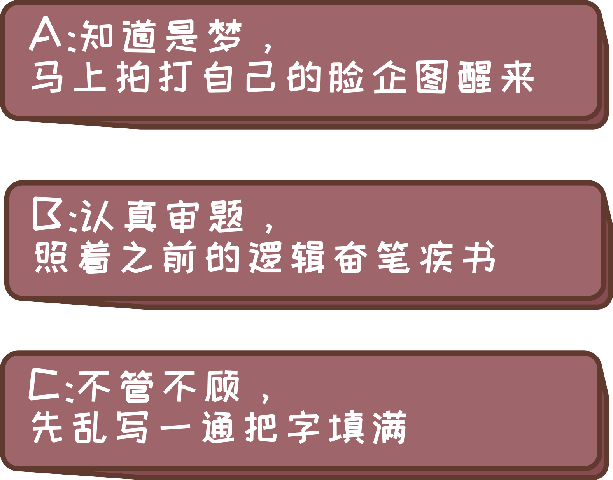 A:知道是梦，
马上拍打自己的脸企图醒来
B:认真审题，
照着之前的逻辑奋笔疾书
C:不管不顾，
先乱写一通把字填满